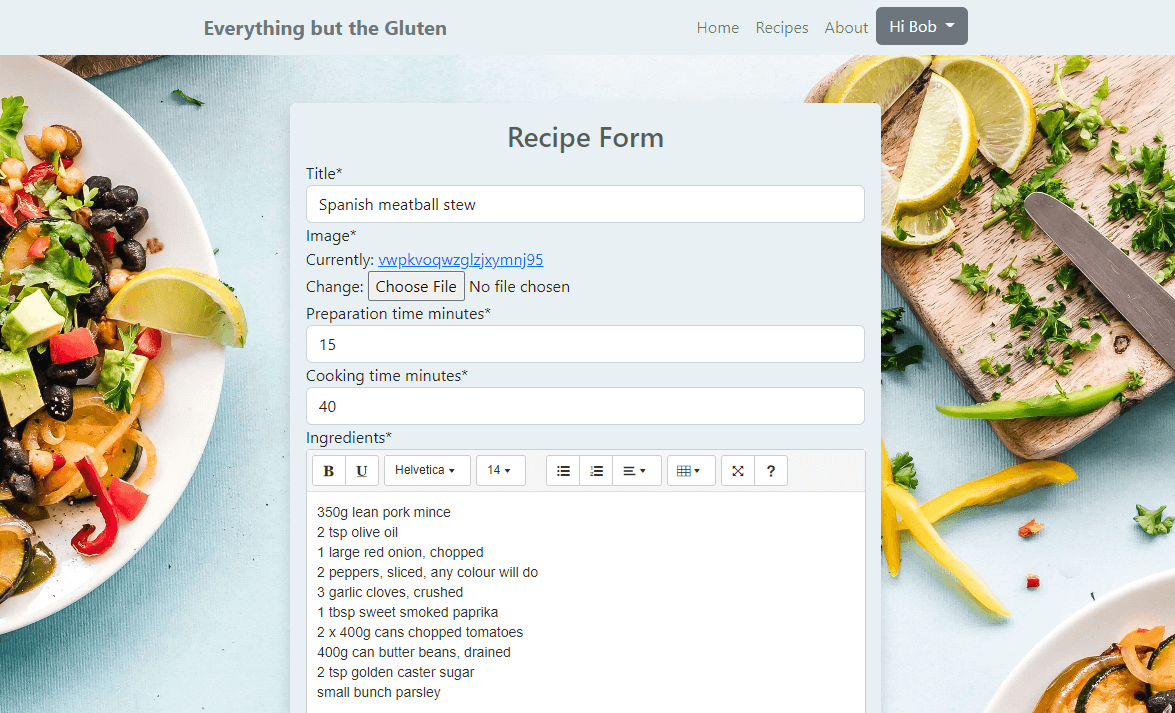 Everything but the Gluten
Home Recipes About Hi Bob
Recipe Form
Title*
Spanish meatball stew
Image*
Currently: vwpkvoqwzglzjxymnj95
Change: Choose File No file chosen
Preparation time minutes*
15
Cooking time minutes*
40
Ingredients*
B U Helvetica 14 ?
350g lean pork mince
2 tsp olive oil
1 large red onion, chopped
2 peppers, sliced, any colour will do
3 garlic cloves, crushed
1 tbsp sweet smoked paprika
2 x 400g cans chopped tomatoes
400g can butter beans, drained
2 tsp golden caster sugar
small bunch parsley